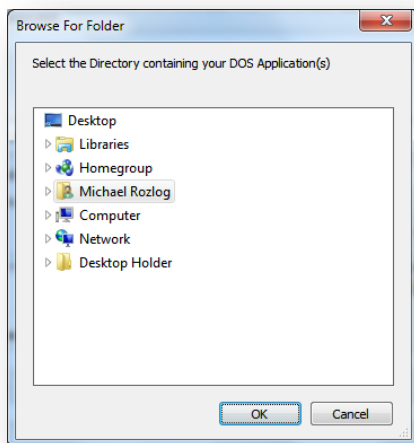 Browse For Folder
Select the Directory containing your DOS Application(s)
Desktop
Libraries
Homegroup
Michael Rozlog
Computer
Network
Desktop Holder
OK Cancel